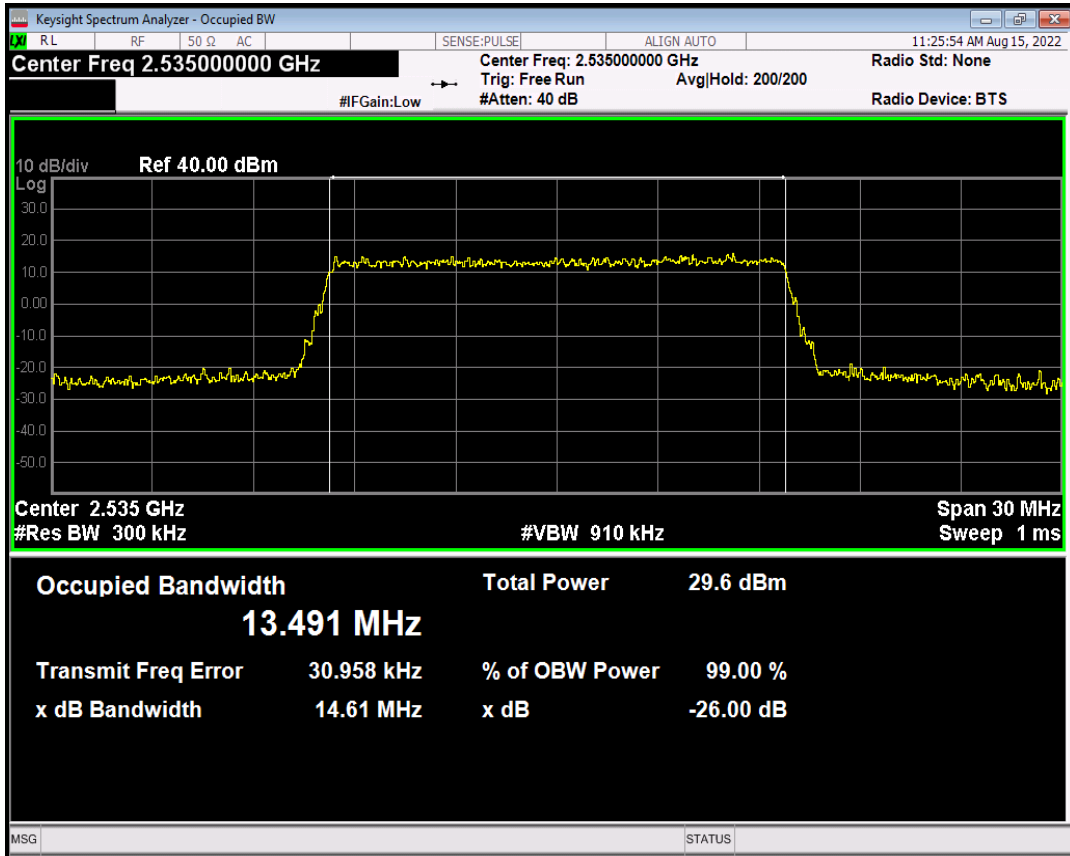 Keysight Spectrum Analyzer - Occupied BW
LXI RL RF 50 Ω AC SENSE:PULSE ALIGN AUTO 11:25:54 AM Aug 15, 2022
Center Freq 2.535000000 GHz Center Freq: 2.535000000 GHz Radio Std: None
Trig: Free Run Avg|Hold: 200/200
#IFGain:Low #Atten: 40 dB Radio Device: BTS
10 dB/div Ref 40.00 dBm
Log
30.0
20.0
10.0
0.00
-10.0
-20.0
-30.0
-40.0
-50.0
Center 2.535 GHz Span 30 MHz
#Res BW 300 kHz #VBW 910 kHz Sweep 1 ms
Occupied Bandwidth Total Power 29.6 dBm
13.491 MHz
Transmit Freq Error 30.958 kHz % of OBW Power 99.00 %
x dB Bandwidth 14.61 MHz x dB -26.00 dB
MSG STATUS